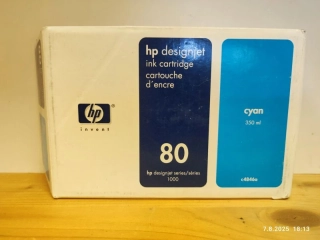 hp designjet
ink cartridge
cartouche
d'encre
cyan
350 ml
hp
invent
80
hp designjet series/séries
1000
c4846a
7.8.2025 18:13